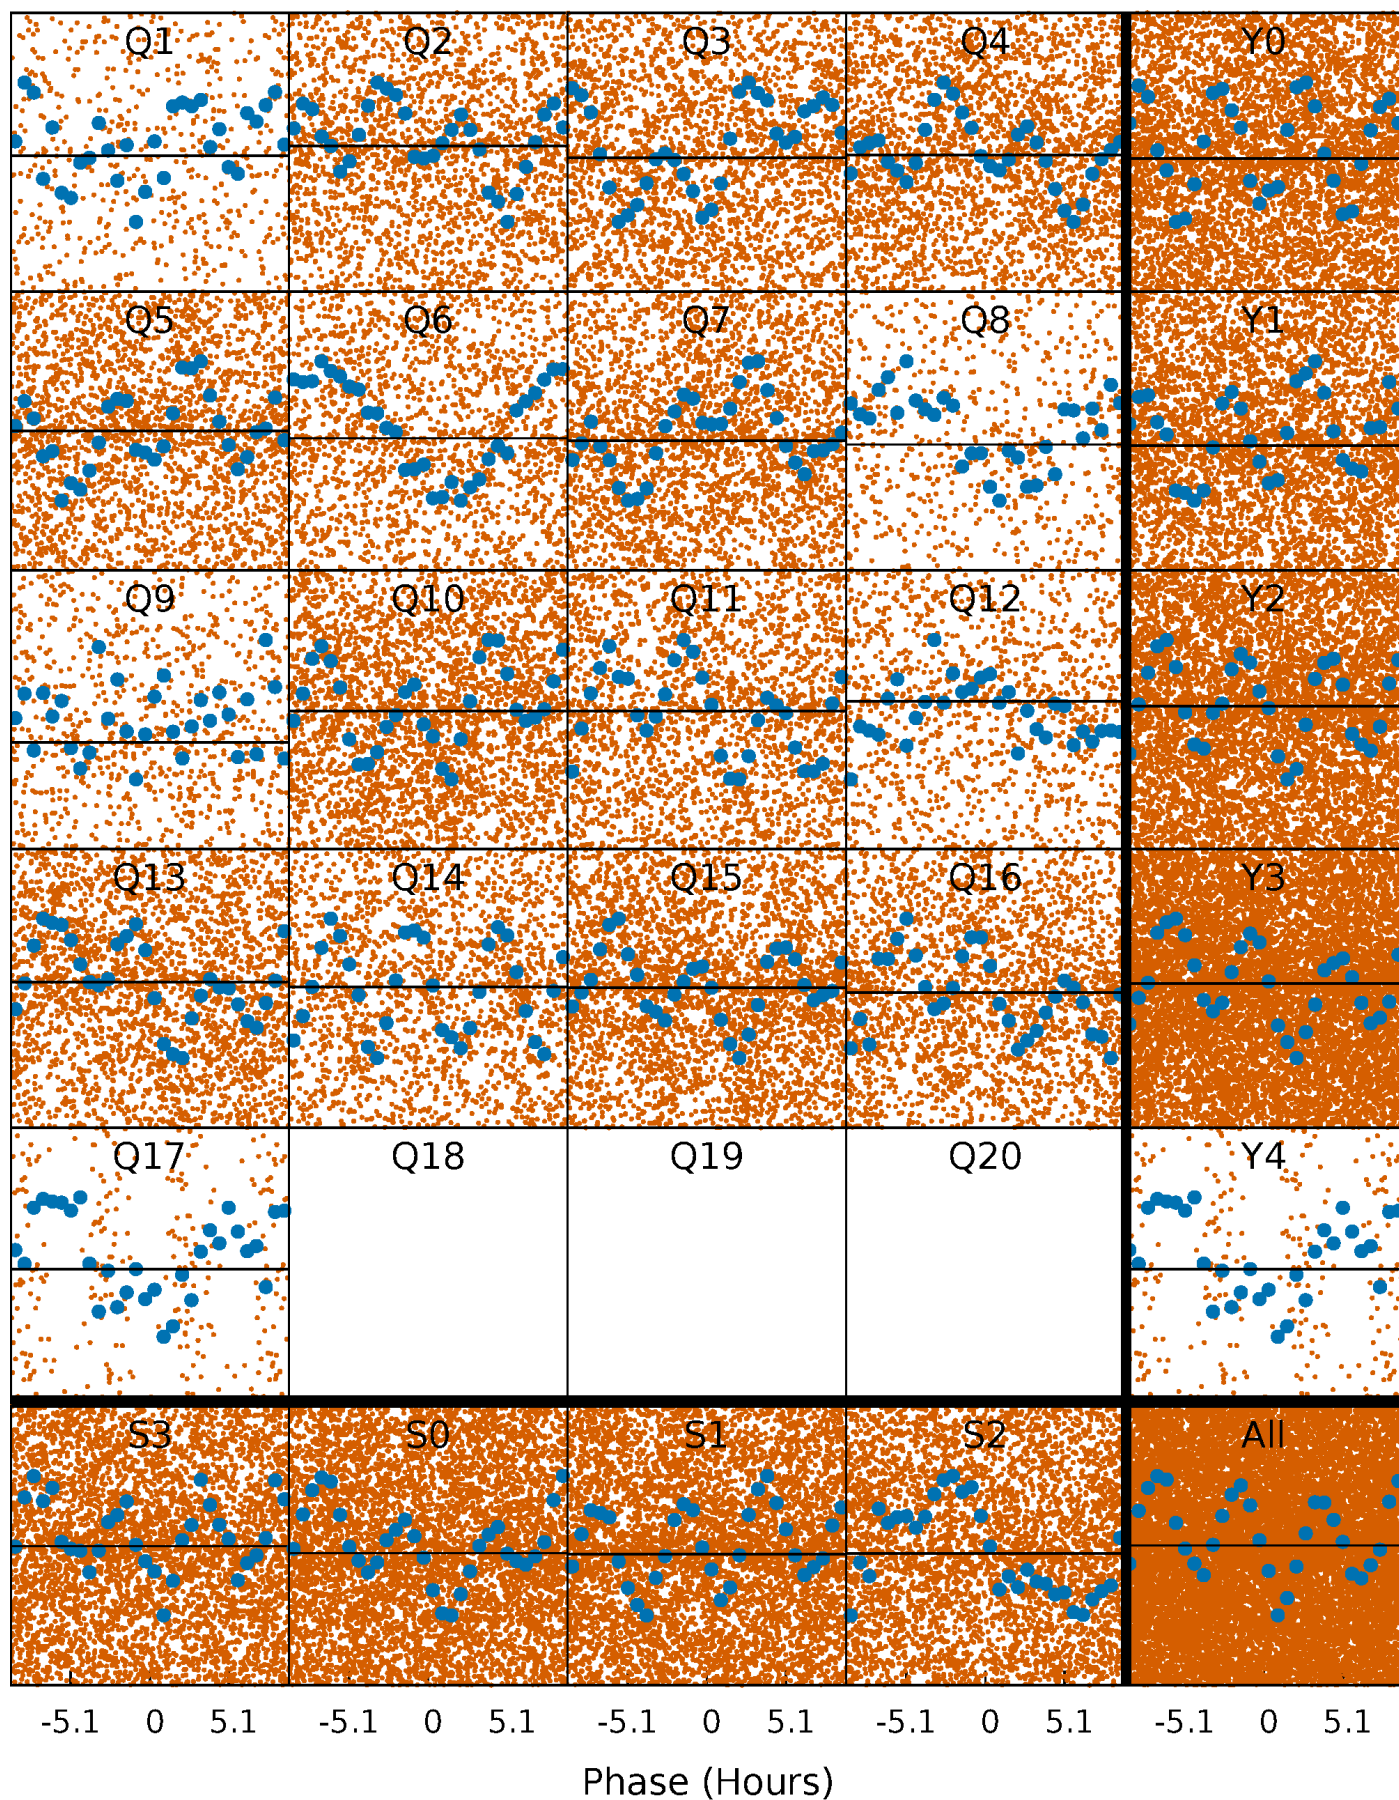 Q1 Q2 Q3 Q4 Y0
Q5 Q6 Q7 Q8 Y1
Q9 Q10 Q11 Q12 Y2
Q13 Q14 Q15 Q16 Y3
Q17 Q18 Q19 Q20 Y4
S3 S0 S1 S2 All
-5.1 0 5.1 -5.1 0 5.1 -5.1 0 5.1 -5.1 0 5.1 -5.1 0 5.1
Phase (Hours)